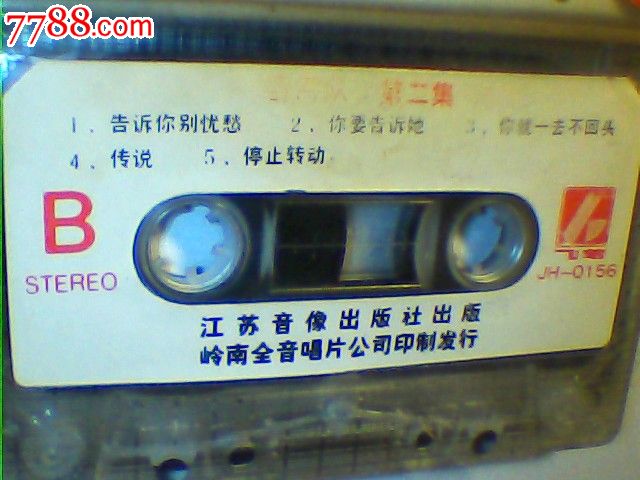 7788.com
第二集
1、告诉你别忧愁 2、你要告诉她 3、你就一去不回头
4、传说 5、停止转动
B
STEREO
JH-0156
江苏音像出版社出版
岭南全音唱片公司印制发行